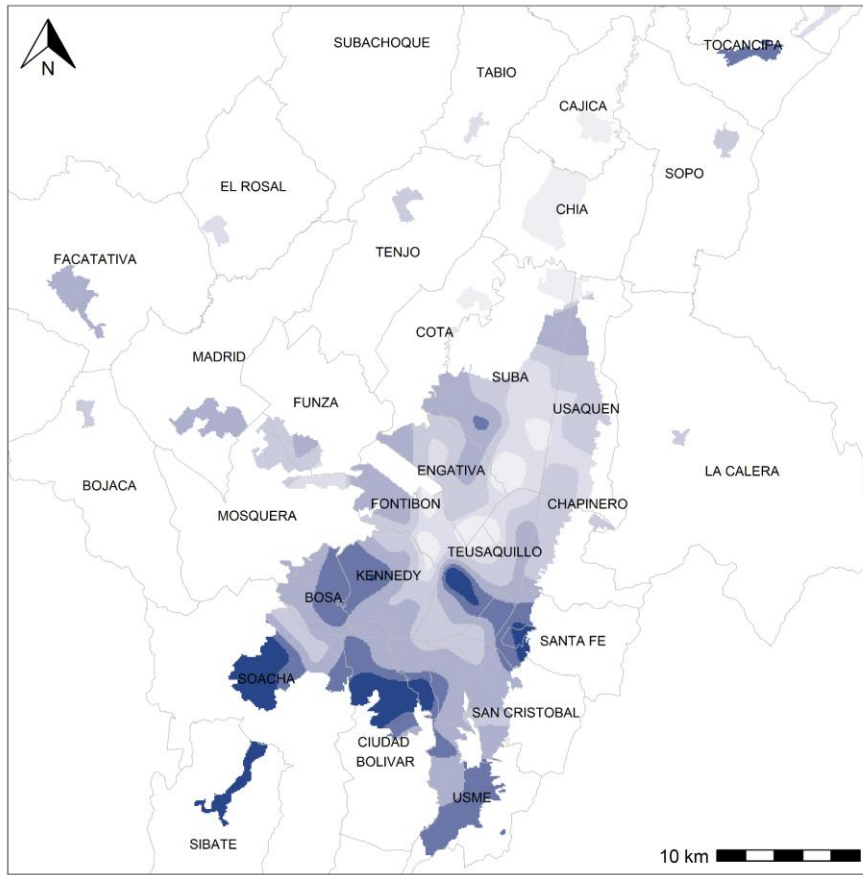 SUBACHOQUE
TOCANCIPA
N
TABIO
CAJICA
SOPO
EL ROSAL
CHIA
FACATATIVA
TENJO
COTA
MADRID
SUBA
FUNZA
USAQUEN
BOJACA
ENGATIVA
LA CALERA
MOSQUERA
FONTIBON
CHAPINERO
TEUSAQUILLO
KENNEDY
BOSA
SANTA FE
SOACHA
SAN CRISTOBAL
CIUDAD
BOLIVAR
USME
SIBATE
10 km